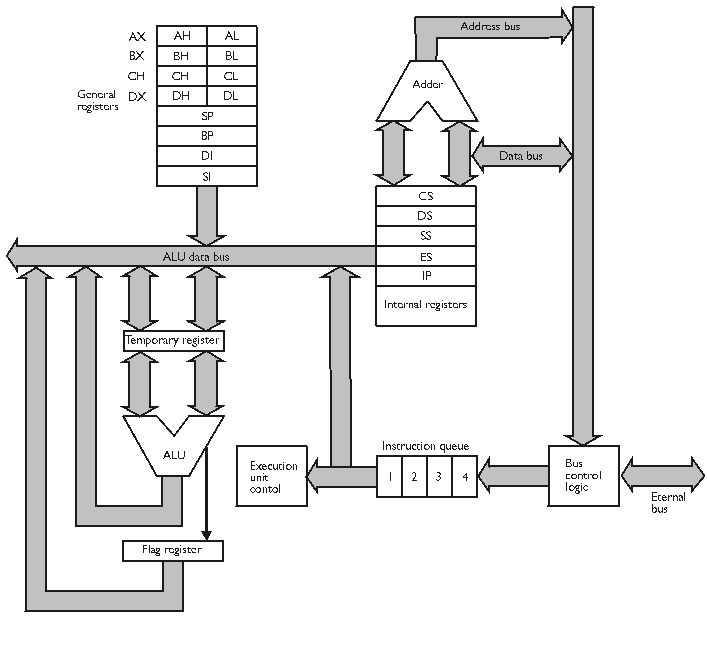 Address bus
AX AH AL
BX BH BL
CH CH CL
General
registers
DX DH DL
SP
BP
DI
SI
Adder
Data bus
CS
DS
SS
ES
IP
Internal registers
ALU data bus
Temporary register
ALU
Flag register
Execution
unit
contol
Instruction queue
1 2 3 4
Bus
control
logic
Eternal
bus